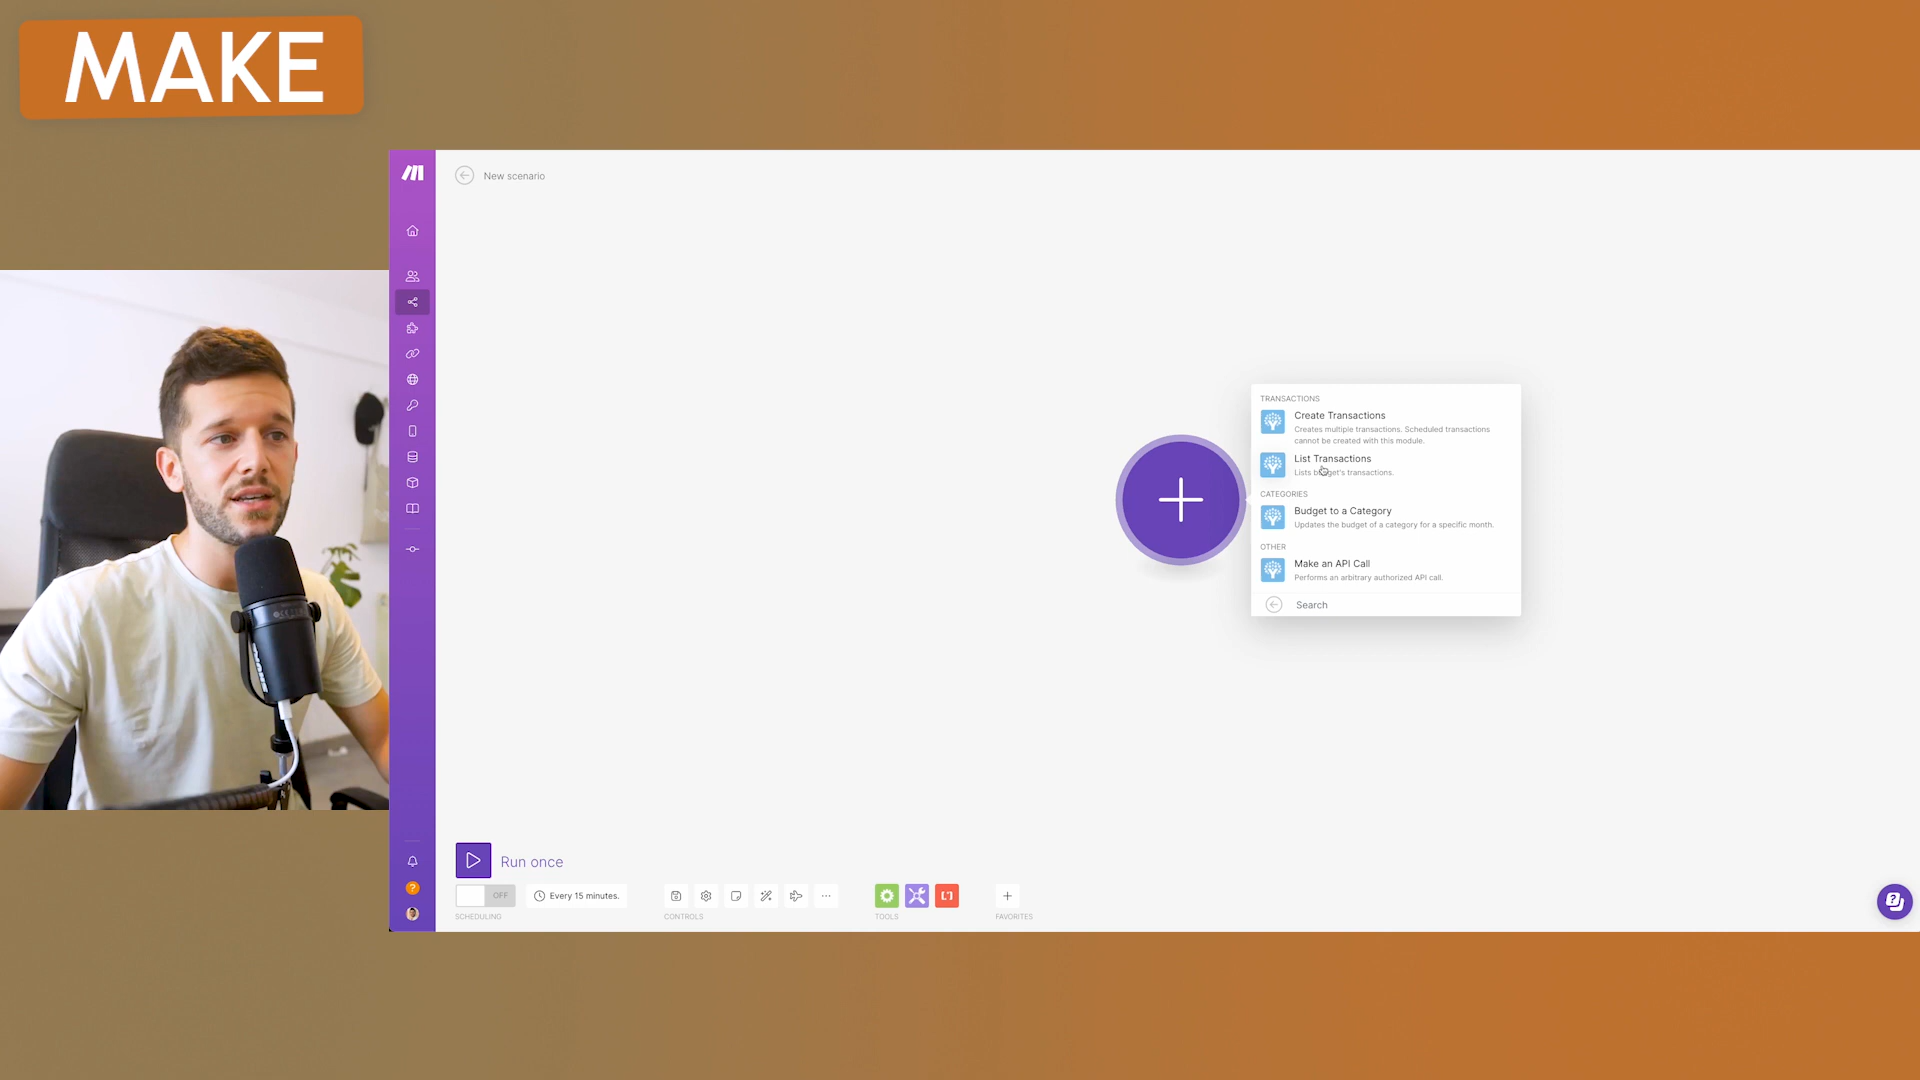 MAKE
New scenario
TRANSACTIONS
Create Transactions
Creates multiple transactions. Scheduled transactions
cannot be created with this module.
List Transactions
Lists budget's transactions.
CATEGORIES
Budget to a Category
Updates the budget of a category for a specific month.
OTHER
Make an API Call
Performs an arbitrary authorized API call.
Search
Run once
OFF
Every 15 minutes.
SCHEDULING
CONTROLS
TOOLS
FAVORITES